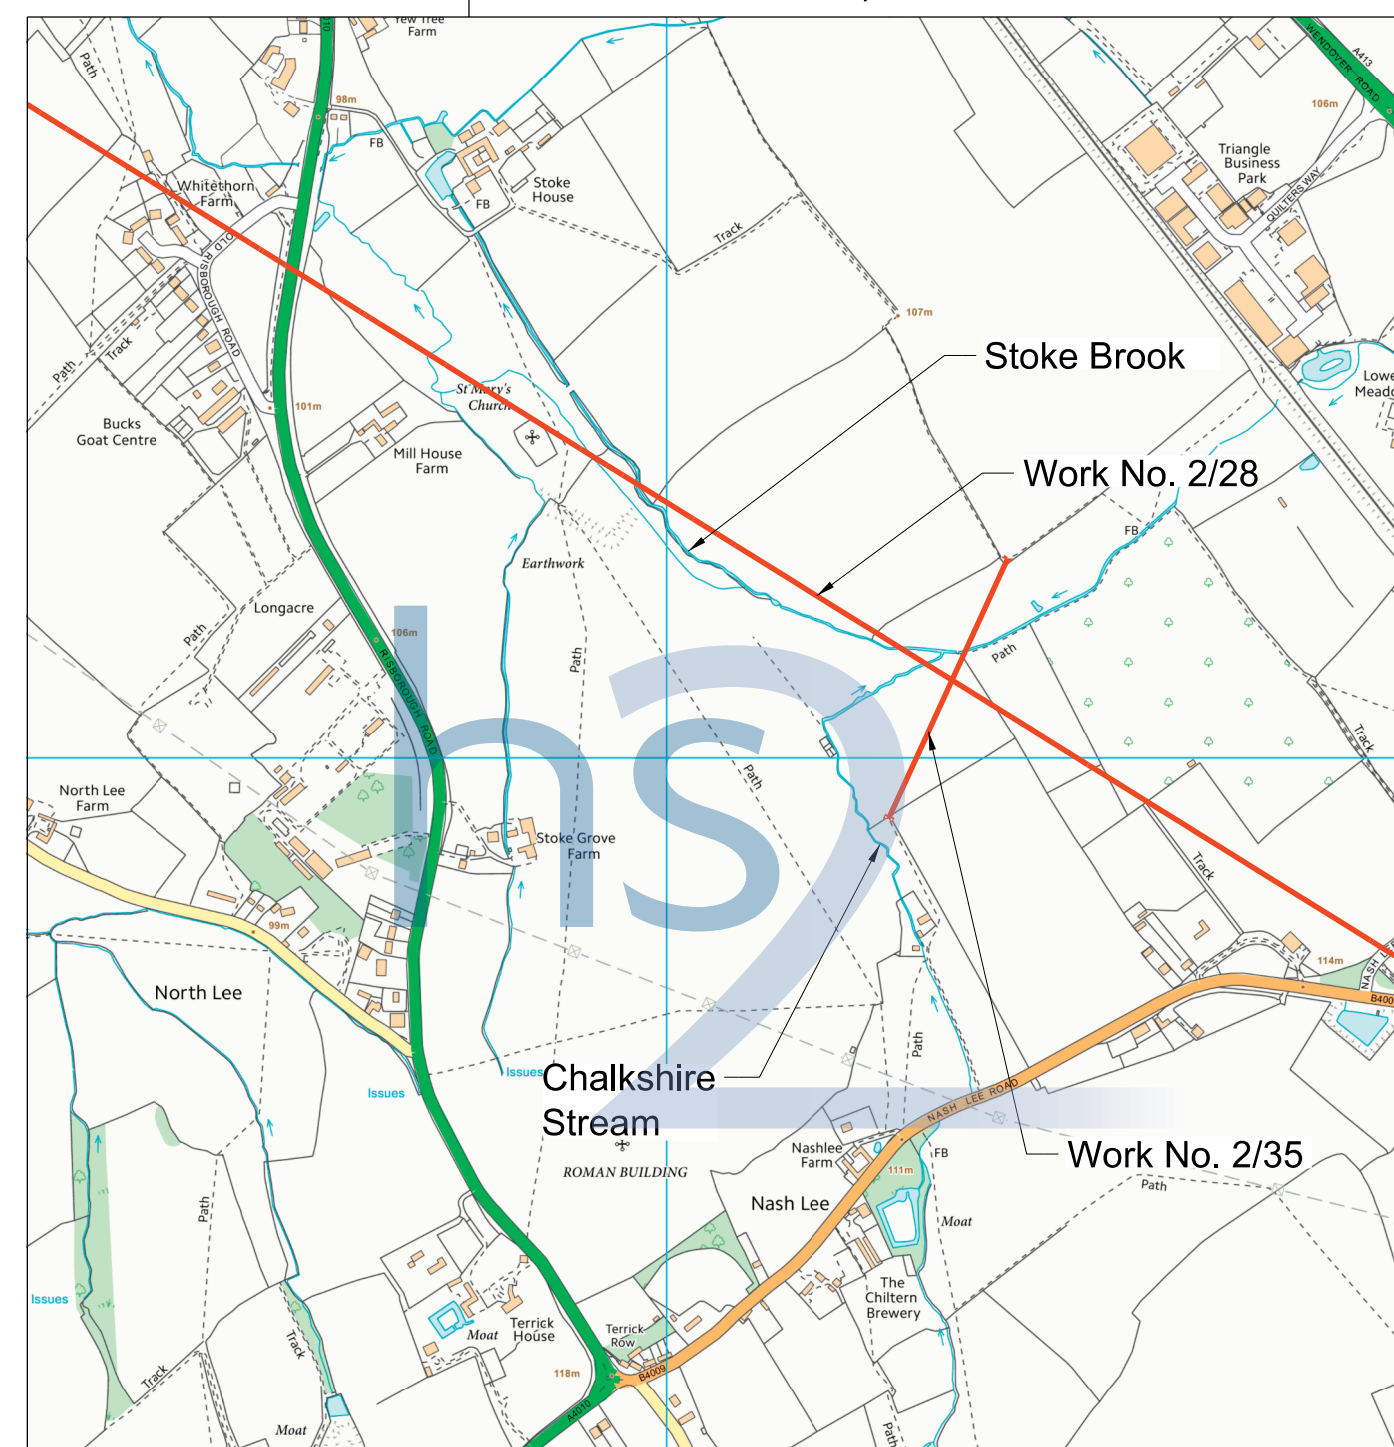 Yew Tree
Farm
A413
WENDOVER ROAD
Path
98m
106m
FB
Triangle
Business
Park
Whitethorn
Farm
Stoke
House
FB
QUILTERS WAY
Track
OLD RISBOROUGH ROAD
107m
Track
Path
Stoke Brook
St Mary's
Church
101m
Bucks
Goat Centre
Mill House
Farm
Work No. 2/28
FB
Earthwork
Longacre
Path
106m
RISBOROUGH ROAD
Path
Path
Track
hs2
Path
North Lee
Farm
Stoke Grove
Farm
Track
99m
114m
North Lee
B400
NASH LEE
Path
Issues
Issues
Chalkshire
Stream
NASH LEE ROAD
Nashlee
Farm
FB
Work No. 2/35
ROMAN BUILDING
111m
Path
Path
Nash Lee
Moat
Issues
The
Chiltern
Brewery
Terrick
House
Moat
Terrick
Row
Track
Track
118m
B4009
A4010
Moat
Path